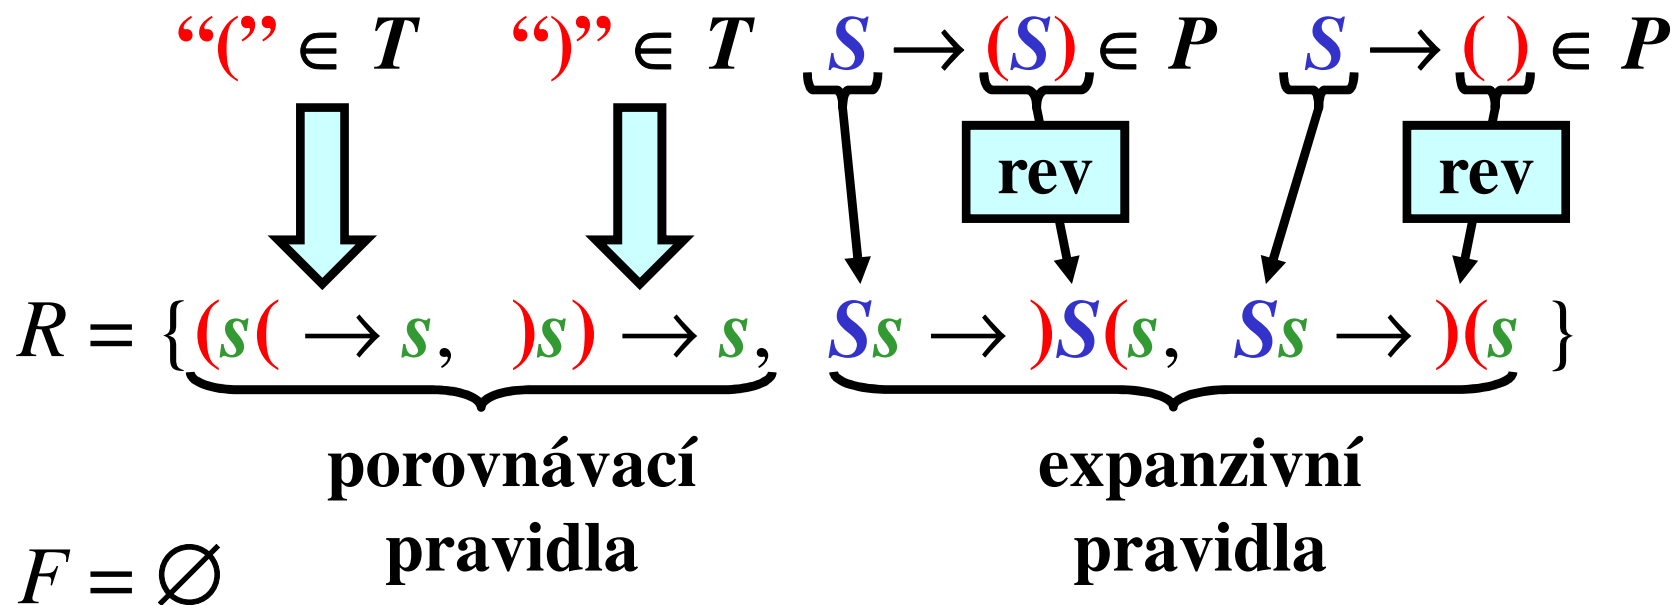 “(” ∈ T “)” ∈ T S → (S) ∈ P S → ( ) ∈ P
rev rev
R = {(s( → s, )s) → s, Ss → )S(s, Ss → )(s }
porovnávací pravidla
expanzivní pravidla
F = ∅